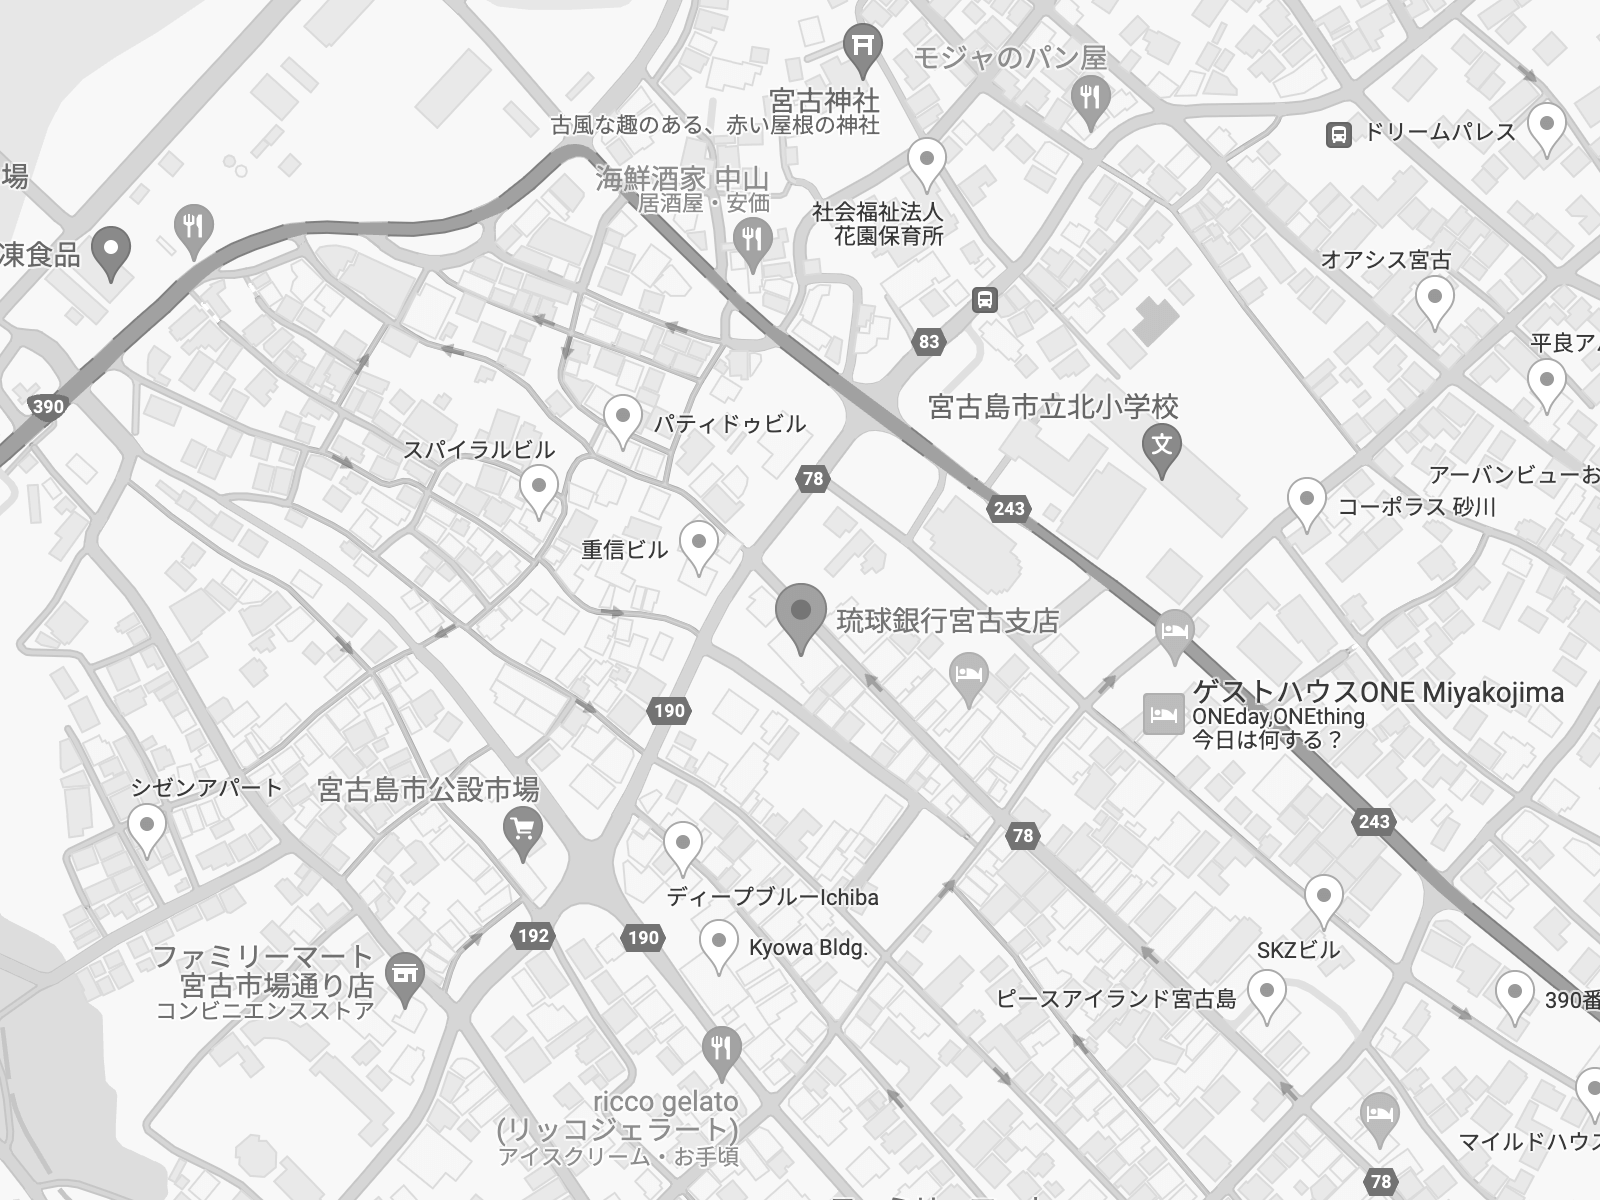 モジャのパン屋
宮古神社
古風な趣のある、赤い屋根の神社
ドリームパレス
場
海鮮酒家 中山
居酒屋・安価
社会福祉法人
花園保育所
凍食品
オアシス宮古
83
平良ア
390
宮古島市立北小学校
パティドゥビル
スパイラルビル
78
アーバンビューお
コーポラス 砂川
243
文
重信ビル
琉球銀行宮古支店
190
ゲストハウスONE Miyakojima
ONEday,ONEthing
今日は何する？
シゼンアパート
宮古島市公設市場
243
78
ディープブルーIchiba
192
190
Kyowa Bldg.
SKZビル
ファミリーマート
宮古市場通り店
コンビニエンスストア
ピースアイランド宮古島
390番
ricco gelato
(リッコジェラート)
アイスクリーム・お手頃
マイルドハウス
78